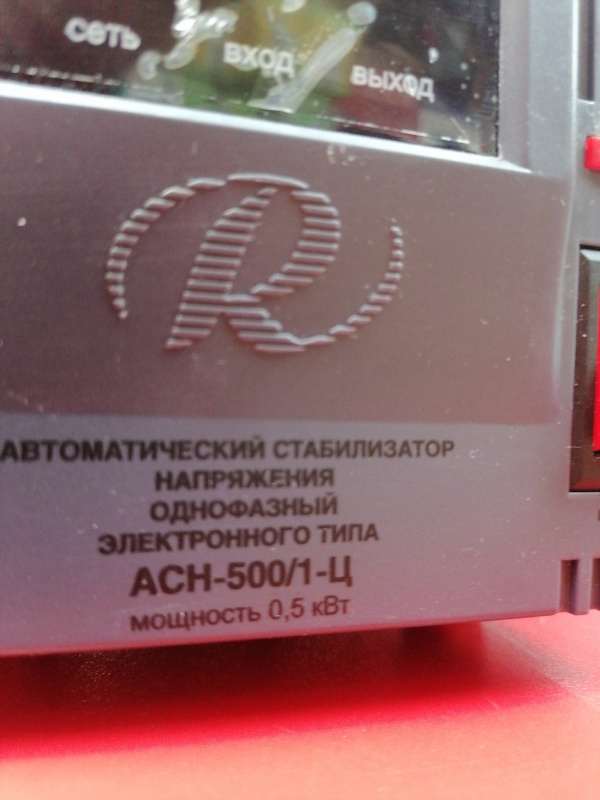 сеть вход выход
R
АВТОМАТИЧЕСКИЙ СТАБИЛИЗАТОР
НАПРЯЖЕНИЯ
ОДНОФАЗНЫЙ
ЭЛЕКТРОННОГО ТИПА
АСН-500/1-Ц
мощность 0,5 кВт